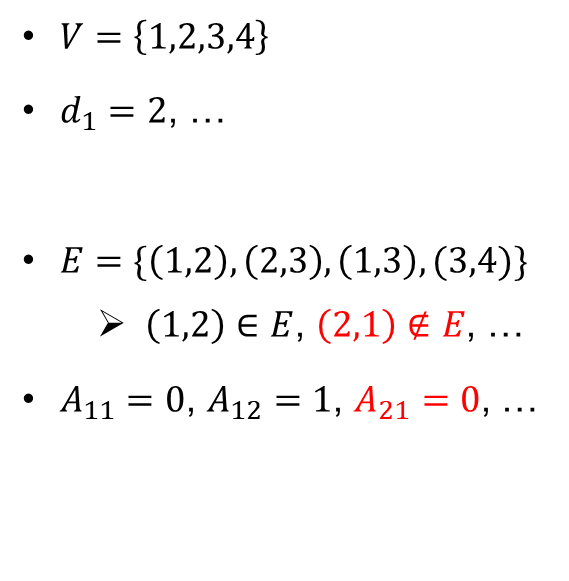 • V = {1,2,3,4}
• d₁ = 2, …
• E = {(1,2), (2,3), (1,3), (3,4)}
➢ (1,2) ∈ E, (2,1) ∉ E, …
• A₁₁ = 0, A₁₂ = 1, A₂₁ = 0, …